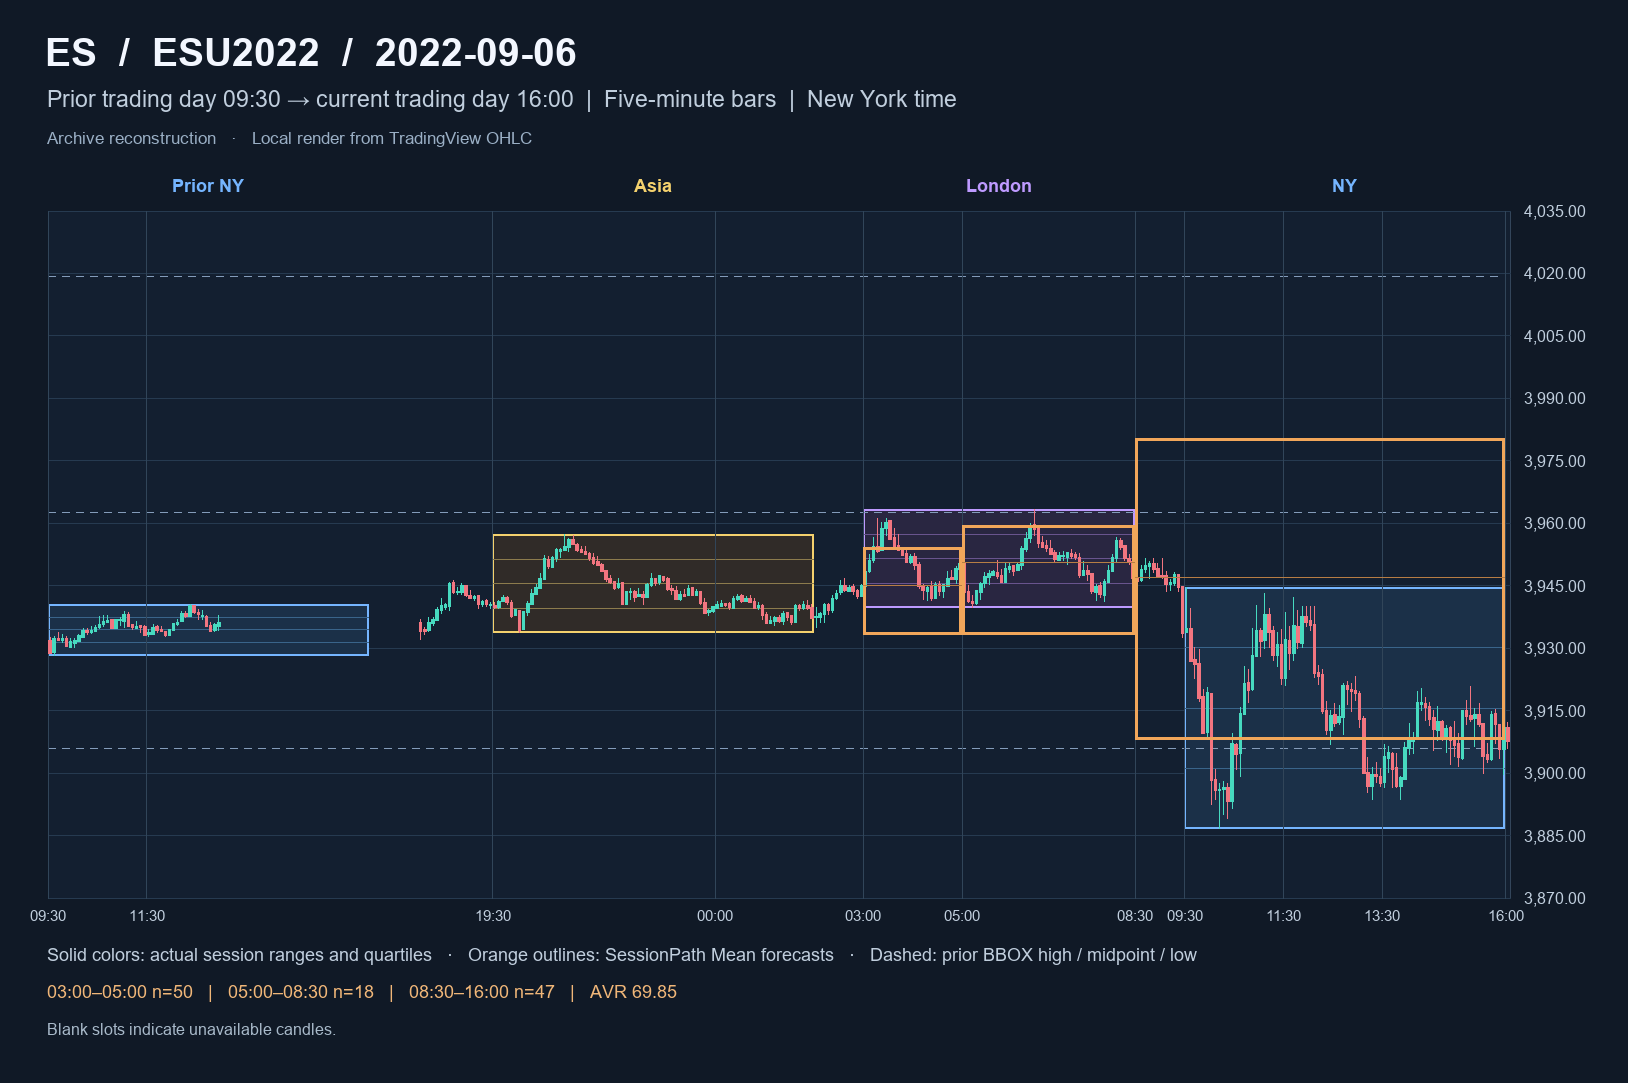 ES / ESU2022 / 2022-09-06
Prior trading day 09:30 → current trading day 16:00 | Five-minute bars | New York time
Archive reconstruction · Local render from TradingView OHLC
Prior NY Asia London NY
4,035.00
4,020.00
4,005.00
3,990.00
3,975.00
3,960.00
3,945.00
3,930.00
3,915.00
3,900.00
3,885.00
3,870.00
09:30 11:30 19:30 00:00 03:00 05:00 08:30 09:30 11:30 13:30 16:00
Solid colors: actual session ranges and quartiles · Orange outlines: SessionPath Mean forecasts · Dashed: prior BBOX high / midpoint / low
03:00–05:00 n=50 | 05:00–08:30 n=18 | 08:30–16:00 n=47 | AVR 69.85
Blank slots indicate unavailable candles.